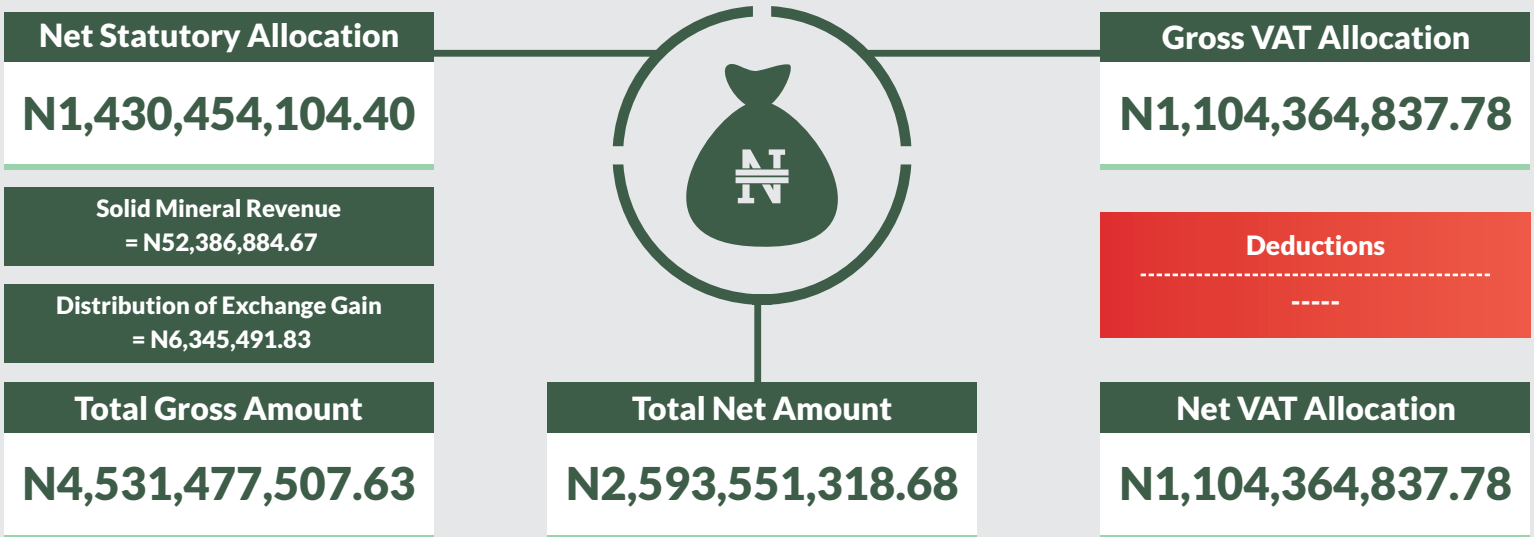 Net Statutory Allocation
N1,430,454,104.40
Solid Mineral Revenue
= N52,386,884.67
Distribution of Exchange Gain
= N6,345,491.83
Total Gross Amount
N4,531,477,507.63
₦
Total Net Amount
N2,593,551,318.68
Gross VAT Allocation
N1,104,364,837.78
Deductions
-----
Net VAT Allocation
N1,104,364,837.78